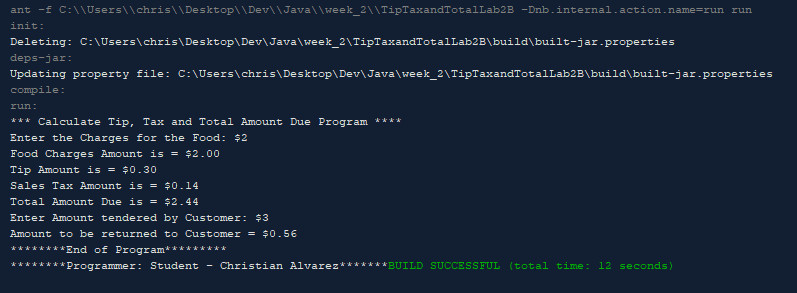 ant -f C:\\Users\\chris\\Desktop\\Dev\\Java\\week_2\\TipTaxandTotalLab2B -Dnb.internal.action.name=run run
init:
Deleting: C:\Users\chris\Desktop\Dev\Java\week_2\TipTaxandTotalLab2B\build\built-jar.properties
deps-jar:
Updating property file: C:\Users\chris\Desktop\Dev\Java\week_2\TipTaxandTotalLab2B\build\built-jar.properties
compile:
run:
*** Calculate Tip, Tax and Total Amount Due Program ****
Enter the Charges for the Food: $2
Food Charges Amount is = $2.00
Tip Amount is = $0.30
Sales Tax Amount is = $0.14
Total Amount Due is = $2.44
Enter Amount tendered by Customer: $3
Amount to be returned to Customer = $0.56
********End of Program*********
********Programmer: Student - Christian Alvarez*******BUILD SUCCESSFUL (total time: 12 seconds)